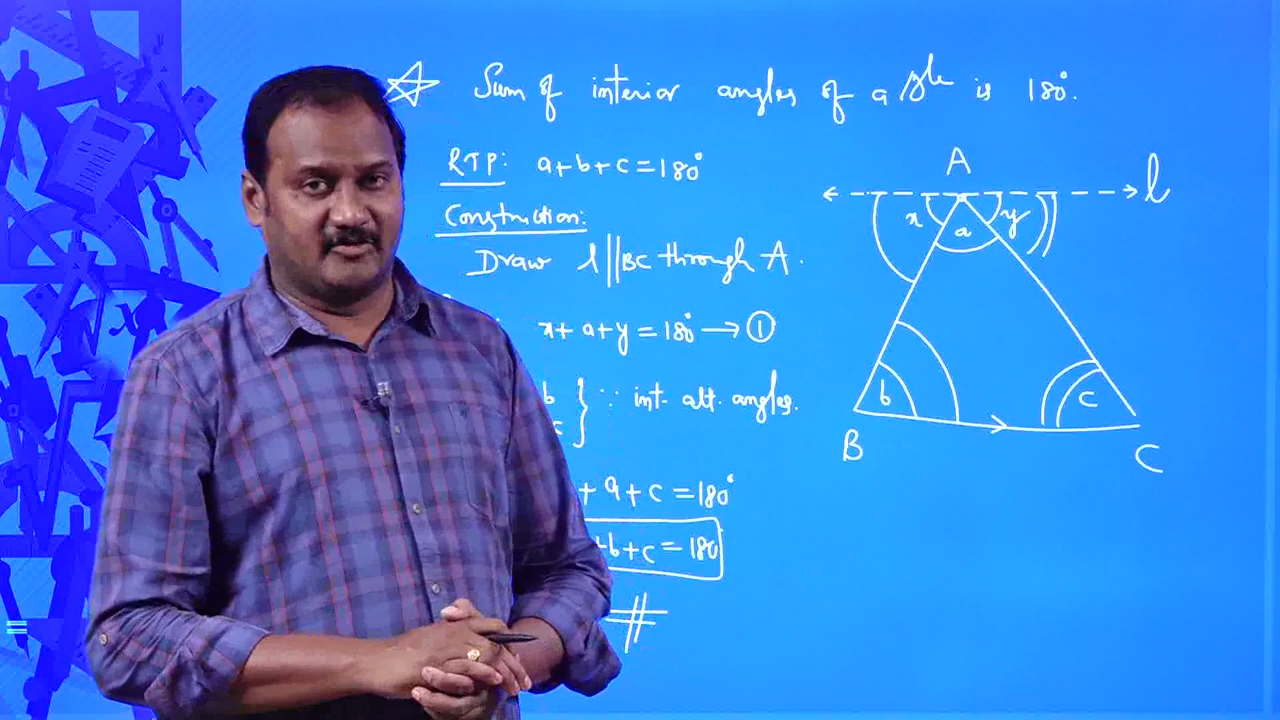 ☆ Sum of interior angles of a Δle is 180°.
RTP: a+b+c=180°
Construction:
Draw l||BC through A.
x+a+y=180° → ①
b
c } ∵ int. alt. angles.
+a+c=180°
+b+c=180
A
l
x a y
b c
B C